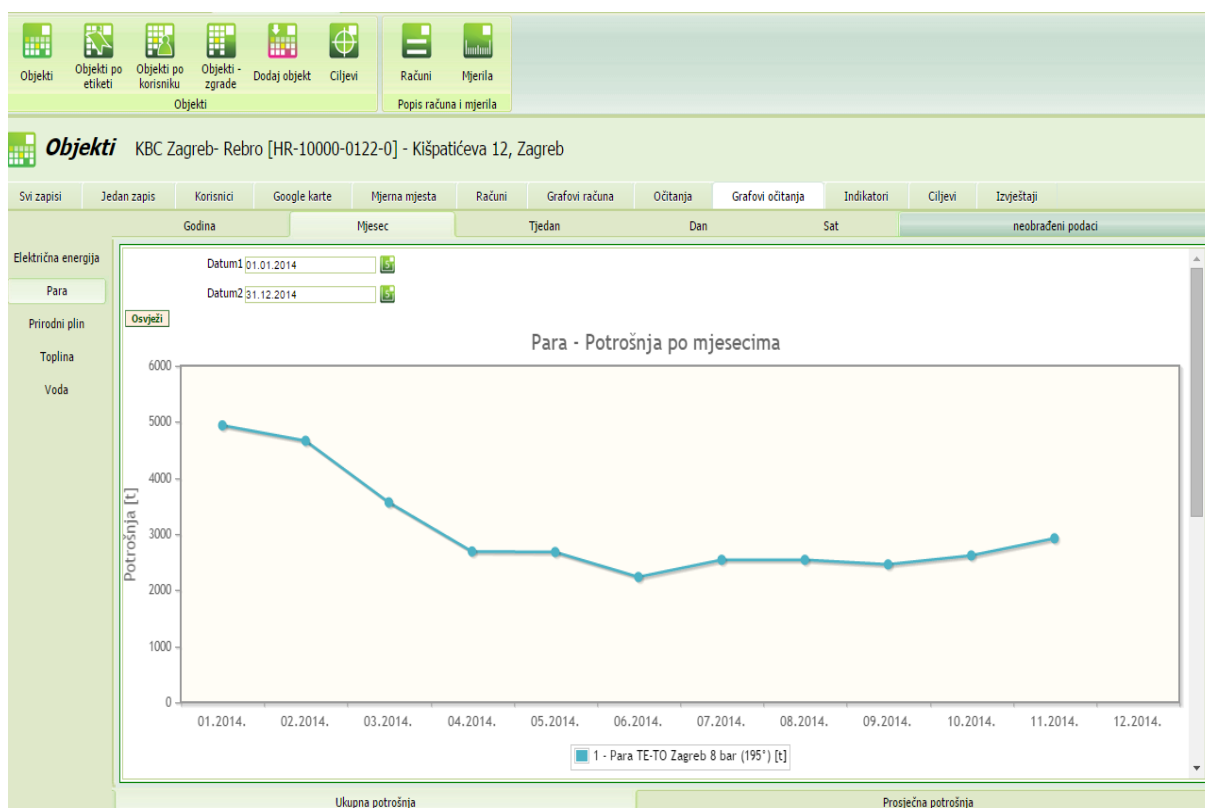 Objekti
Objekti po etiketi
Objekti po korisniku
Objekti - zgrade
Dodaj objekt
Ciljevi
Računi
Mjerila
Objekti
Popis računa i mjerila
Objekti KBC Zagreb- Rebro [HR-10000-0122-0] - Kišpatićeva 12, Zagreb
Svi zapisi Jedan zapis Korisnici Google karte Mjerna mjesta Računi Grafovi računa Očitanja Grafovi očitanja Indikatori Ciljevi Izvještaji
Godina Mjesec Tjedan Dan Sat neobrađeni podaci
Električna energija
Para
Prirodni plin
Toplina
Voda
Datum1 01.01.2014
Datum2 31.12.2014
Osvježi
Para - Potrošnja po mjesecima
Potrošnja [t]
6000
5000
4000
3000
2000
1000
0
01.2014. 02.2014. 03.2014. 04.2014. 05.2014. 06.2014. 07.2014. 08.2014. 09.2014. 10.2014. 11.2014. 12.2014.
1 - Para TE-TO Zagreb 8 bar (195°) [t]
Ukupna potrošnja Prosječna potrošnja